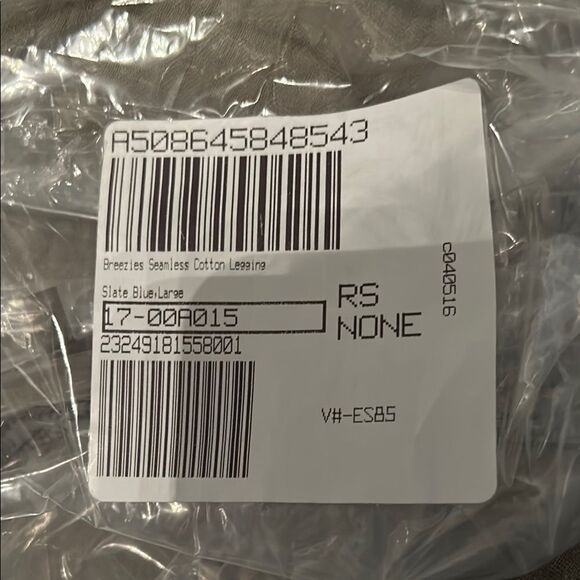 A508645848543
Breezies Seamless Cotton Legging
Slate Blue,Large
17-00A015
23249181558001
RS
NONE
V#-ES85
c040516